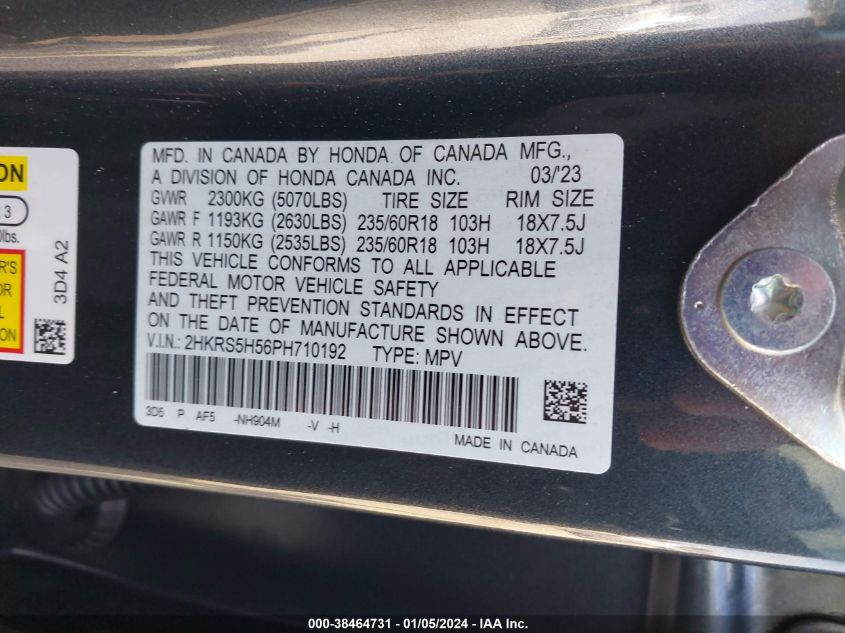 ON
3
0lbs.
R'S
OR
L
ION
3D4 A2
MFD. IN CANADA BY HONDA OF CANADA MFG.,
A DIVISION OF HONDA CANADA INC. 03/'23
GVWR 2300KG (5070LBS) TIRE SIZE RIM SIZE
GAWR F 1193KG (2630LBS) 235/60R18 103H 18X7.5J
GAWR R 1150KG (2535LBS) 235/60R18 103H 18X7.5J
THIS VEHICLE CONFORMS TO ALL APPLICABLE
FEDERAL MOTOR VEHICLE SAFETY
AND THEFT PREVENTION STANDARDS IN EFFECT
ON THE DATE OF MANUFACTURE SHOWN ABOVE.
V.I.N.: 2HKRS5H56PH710192 TYPE: MPV
3D5 P AF5 -NH904M -V -H
MADE IN CANADA
000-38464731 - 01/05/2024 - IAA Inc.